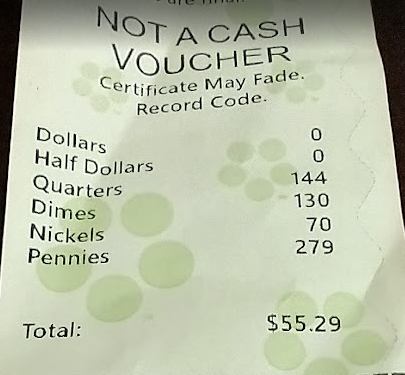 NOT A CASH
VOUCHER
Certificate May Fade.
Record Code.
Dollars 0
Half Dollars 0
Quarters 144
Dimes 130
Nickels 70
Pennies 279
Total: $55.29